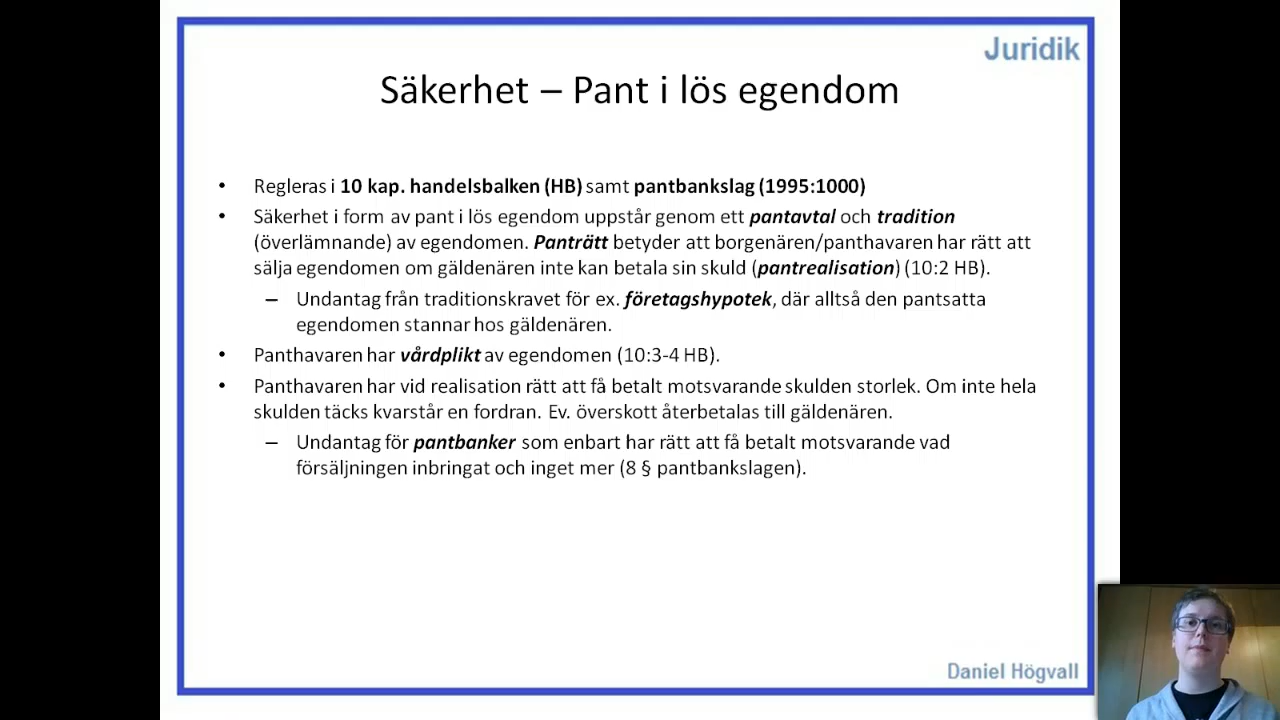 Juridik
Säkerhet – Pant i lös egendom
• Regleras i 10 kap. handelsbalken (HB) samt pantbankslag (1995:1000)
• Säkerhet i form av pant i lös egendom uppstår genom ett pantavtal och tradition
(överlämnande) av egendomen. Panträtt betyder att borgenären/panthavaren har rätt att
sälja egendomen om gäldenären inte kan betala sin skuld (pantrealisation) (10:2 HB).
– Undantag från traditionskravet för ex. företagshypotek, där alltså den pantsatta
egendomen stannar hos gäldenären.
• Panthavaren har vårdplikt av egendomen (10:3-4 HB).
• Panthavaren har vid realisation rätt att få betalt motsvarande skulden storlek. Om inte hela
skulden täcks kvarstår en fordran. Ev. överskott återbetalas till gäldenären.
– Undantag för pantbanker som enbart har rätt att få betalt motsvarande vad
försäljningen inbringat och inget mer (8 § pantbankslagen).
Daniel Högvall